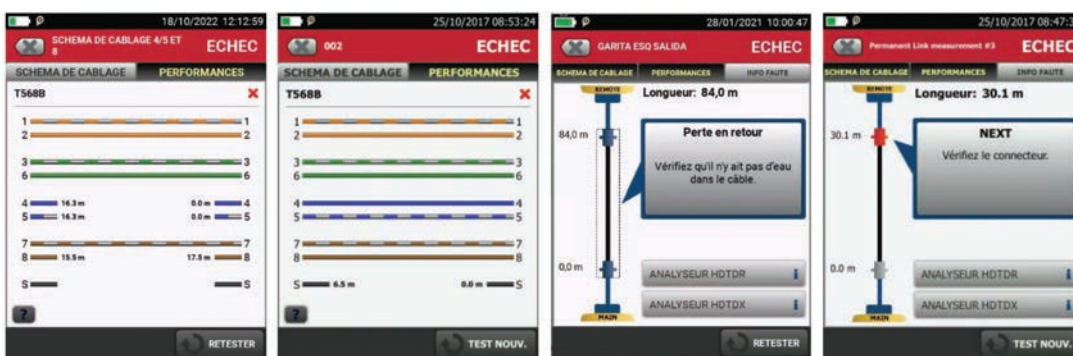 18/10/2022 12:12:59
SCHEMA DE CABLAGE 4/5 ET
8
ECHEC
SCHEMA DE CABLAGE PERFORMANCES
T568B
1 1
2 2
3 3
6 6
4 16.3 m 0.0 m 4
5 16.3 m 0.0 m 5
7 7
8 15.5 m 17.5 m 8
S S
?
RETESTER
25/10/2017 08:53:24
002 ECHEC
SCHEMA DE CABLAGE PERFORMANCES
T568B
1 1
2 2
3 3
6 6
4 4
5 5
7 7
8 8
S 6.5 m 0.0 m S
?
TEST NOUV.
28/01/2021 10:00:47
GARITA ESQ SALIDA ECHEC
SCHEMA DE CABLAGE PERFORMANCES INFO FAUTE
REMOTE Longueur: 84,0 m
84,0 m
Perte en retour
Vérifiez qu'il n'y ait pas d'eau
dans le câble.
0,0 m
ANALYSEUR HDTDR i
ANALYSEUR HDTDX i
MAIN
RETESTER
25/10/2017 08:47:3
Permanent Link measurement #3 ECHEC
SCHEMA DE CABLAGE PERFORMANCES INFO FAUTE
REMOTE Longueur: 30.1 m
30.1 m
NEXT
Vérifiez le connecteur.
0.0 m
ANALYSEUR HDTDR i
ANALYSEUR HDTDX i
MAIN
TEST NOUV.